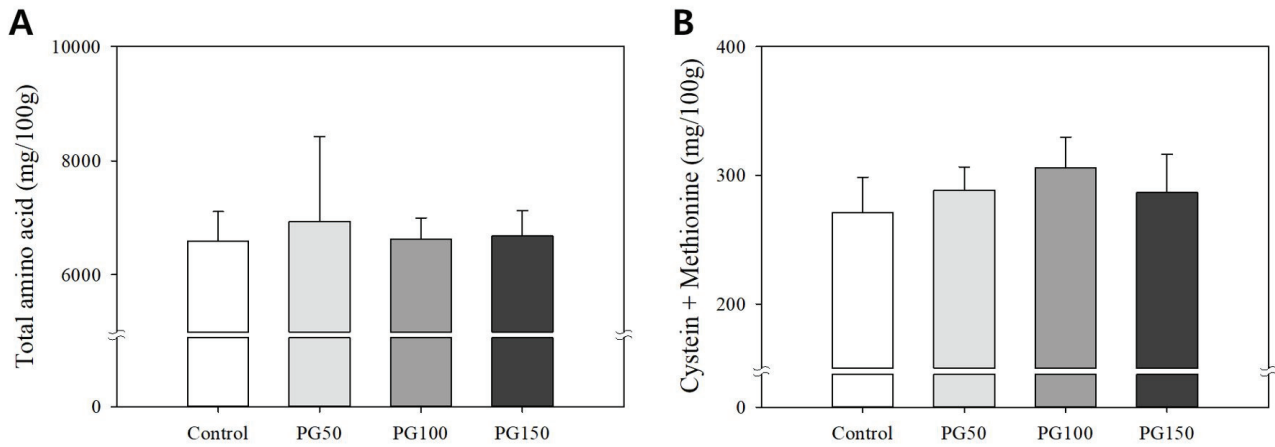 A
Total amino acid (mg/100g)
10000
8000
6000
0
Control PG50 PG100 PG150
B
Cystein + Methionine (mg/100g)
400
300
200
0
Control PG50 PG100 PG150